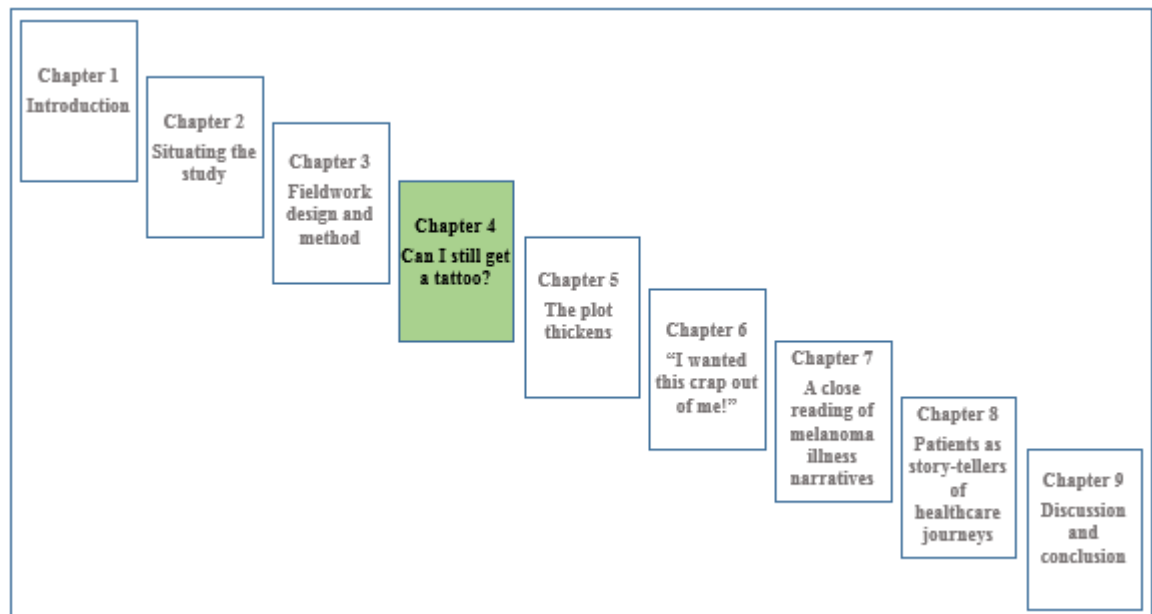 Chapter 1
Introduction
Chapter 2
Situating the
study
Chapter 3
Fieldwork
design and
method
Chapter 4
Can I still get
a tattoo?
Chapter 5
The plot
thickens
Chapter 6
“I wanted
this crap out
of me!”
Chapter 7
A close
reading of
melanoma
illness
narratives
Chapter 8
Patients as
story-tellers
of
healthcare
journeys
Chapter 9
Discussion
and
conclusion